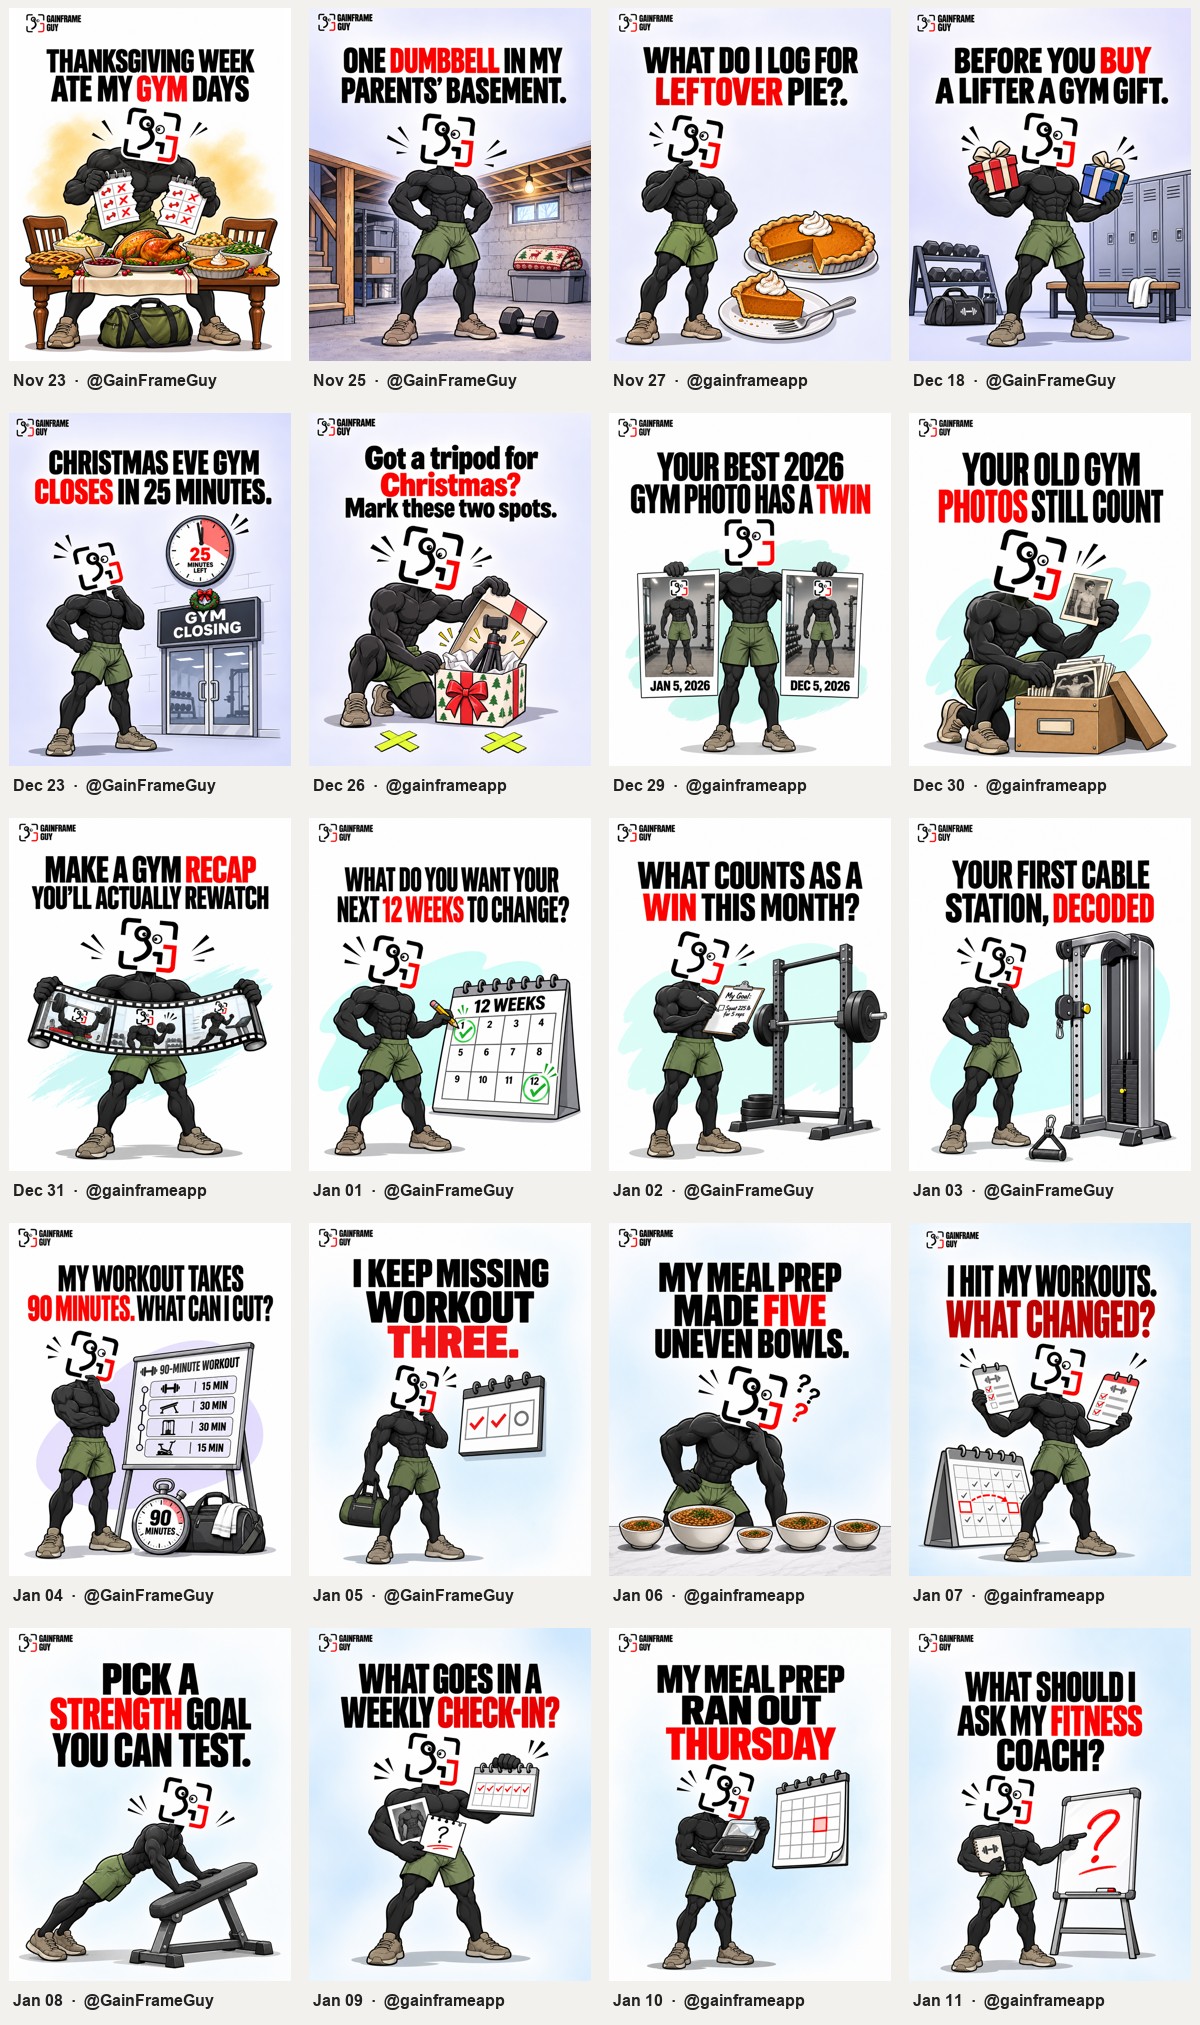 GAINFRAME
GUY
THANKSGIVING WEEK
ATE MY GYM DAYS
Nov 23 · @GainFrameGuy
GAINFRAME
GUY
ONE DUMBBELL IN MY
PARENTS' BASEMENT.
Nov 25 · @GainFrameGuy
GAINFRAME
GUY
WHAT DO I LOG FOR
LEFTOVER PIE?.
Nov 27 · @gainframeapp
GAINFRAME
GUY
BEFORE YOU BUY
A LIFTER A GYM GIFT.
Dec 18 · @GainFrameGuy
GAINFRAME
GUY
CHRISTMAS EVE GYM
CLOSES IN 25 MINUTES.
25
MINUTES
LEFT
GYM
CLOSING
Dec 23 · @GainFrameGuy
GAINFRAME
GUY
Got a tripod for
Christmas?
Mark these two spots.
Dec 26 · @gainframeapp
GAINFRAME
GUY
YOUR BEST 2026
GYM PHOTO HAS A TWIN
JAN 5, 2026
DEC 5, 2026
Dec 29 · @gainframeapp
GAINFRAME
GUY
YOUR OLD GYM
PHOTOS STILL COUNT
Dec 30 · @gainframeapp
GAINFRAME
GUY
MAKE A GYM RECAP
YOU'LL ACTUALLY REWATCH
Dec 31 · @gainframeapp
GAINFRAME
GUY
WHAT DO YOU WANT YOUR
NEXT 12 WEEKS TO CHANGE?
12 WEEKS
2 3 4
5 6 7 8
9 10 11 12
Jan 01 · @GainFrameGuy
GAINFRAME
GUY
WHAT COUNTS AS A
WIN THIS MONTH?
My Goal:
Squat 225 lb
for 5 reps
Jan 02 · @GainFrameGuy
GAINFRAME
GUY
YOUR FIRST CABLE
STATION, DECODED
Jan 03 · @GainFrameGuy
GAINFRAME
GUY
MY WORKOUT TAKES
90 MINUTES. WHAT CAN I CUT?
90-MINUTE WORKOUT
15 MIN
30 MIN
30 MIN
15 MIN
90
MINUTES
Jan 04 · @GainFrameGuy
GAINFRAME
GUY
I KEEP MISSING
WORKOUT
THREE.
Jan 05 · @GainFrameGuy
GAINFRAME
GUY
MY MEAL PREP
MADE FIVE
UNEVEN BOWLS.
???
Jan 06 · @gainframeapp
GAINFRAME
GUY
I HIT MY WORKOUTS.
WHAT CHANGED?
Jan 07 · @gainframeapp
GAINFRAME
GUY
PICK A
STRENGTH GOAL
YOU CAN TEST.
Jan 08 · @GainFrameGuy
GAINFRAME
GUY
WHAT GOES IN A
WEEKLY CHECK-IN?
?
Jan 09 · @gainframeapp
GAINFRAME
GUY
MY MEAL PREP
RAN OUT
THURSDAY
Jan 10 · @gainframeapp
GAINFRAME
GUY
WHAT SHOULD I
ASK MY FITNESS
COACH?
?
Jan 11 · @gainframeapp